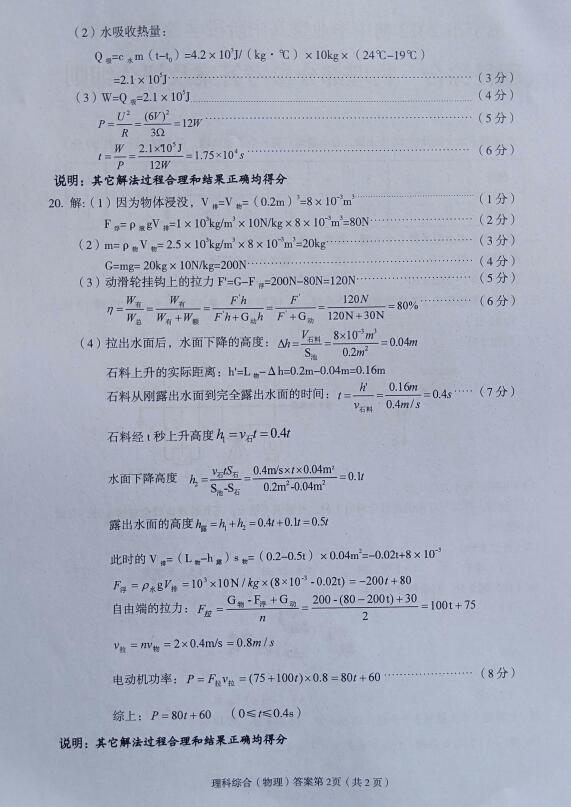 （2）水吸收热量：
Q吸=c水m（t–t₀）=4.2×10³J/（kg·℃）×10kg×（24℃–19℃）
=2.1×10⁵J……（3分）
（3）W=Q吸=2.1×10⁵J……（4分）
P=U²/R=(6V)²/3Ω=12W……（5分）
t=W/P=2.1×10⁵J/12W=1.75×10⁴s……（6分）
说明：其它解法过程合理和结果正确均得分
20. 解：（1）因为物体浸没，V排=V物=（0.2m）³=8×10⁻³m³……（1分）
F浮=ρ液gV排=1×10³kg/m³×10N/kg×8×10⁻³m³=80N……（2分）
（2）m=ρ物V物=2.5×10³kg/m³×8×10⁻³m³=20kg……（3分）
G=mg=20kg×10N/kg=200N……（4分）
（3）动滑轮挂钩上的拉力F'=G–F浮=200N–80N=120N……（5分）
η=W有/W总=W有/(W有+W额)=F'h/(F'h+G动h)=F'/(F'+G动)=120N/(120N+30N)=80%……（6分）
（4）拉出水面后，水面下降的高度：Δh=V石料/S池=8×10⁻³m³/0.2m²=0.04m
石料上升的实际距离：h'=L物–Δh=0.2m–0.04m=0.16m
石料从刚露出水面到完全露出水面的时间：t=h'/v石料=0.16m/0.4m/s=0.4s……（7分）
石料经t秒上升高度h₁=v石t=0.4t
水面下降高度 h₂=v石tS石/(S池-S石)=0.4m/s×t×0.04m²/(0.2m²-0.04m²)=0.1t
露出水面的高度h露=h₁+h₂=0.4t+0.1t=0.5t
此时的V排=（L物–h露）s物=（0.2–0.5t）×0.04m²=–0.02t+8×10⁻³
F浮=ρ水gV排=10³×10N/kg×(8×10⁻³-0.02t)=–200t+80
自由端的拉力：F拉=(G物-F浮+G动)/n=(200-(80–200t)+30)/2=100t+75
v拉=nv物=2×0.4m/s=0.8m/s
电动机功率：P=F拉v拉=(75+100t)×0.8=80t+60……（8分）
综上：P=80t+60 （0≤t≤0.4s）
说明：其它解法过程合理和结果正确均得分
理科综合（物理）答案第2页（共2页）